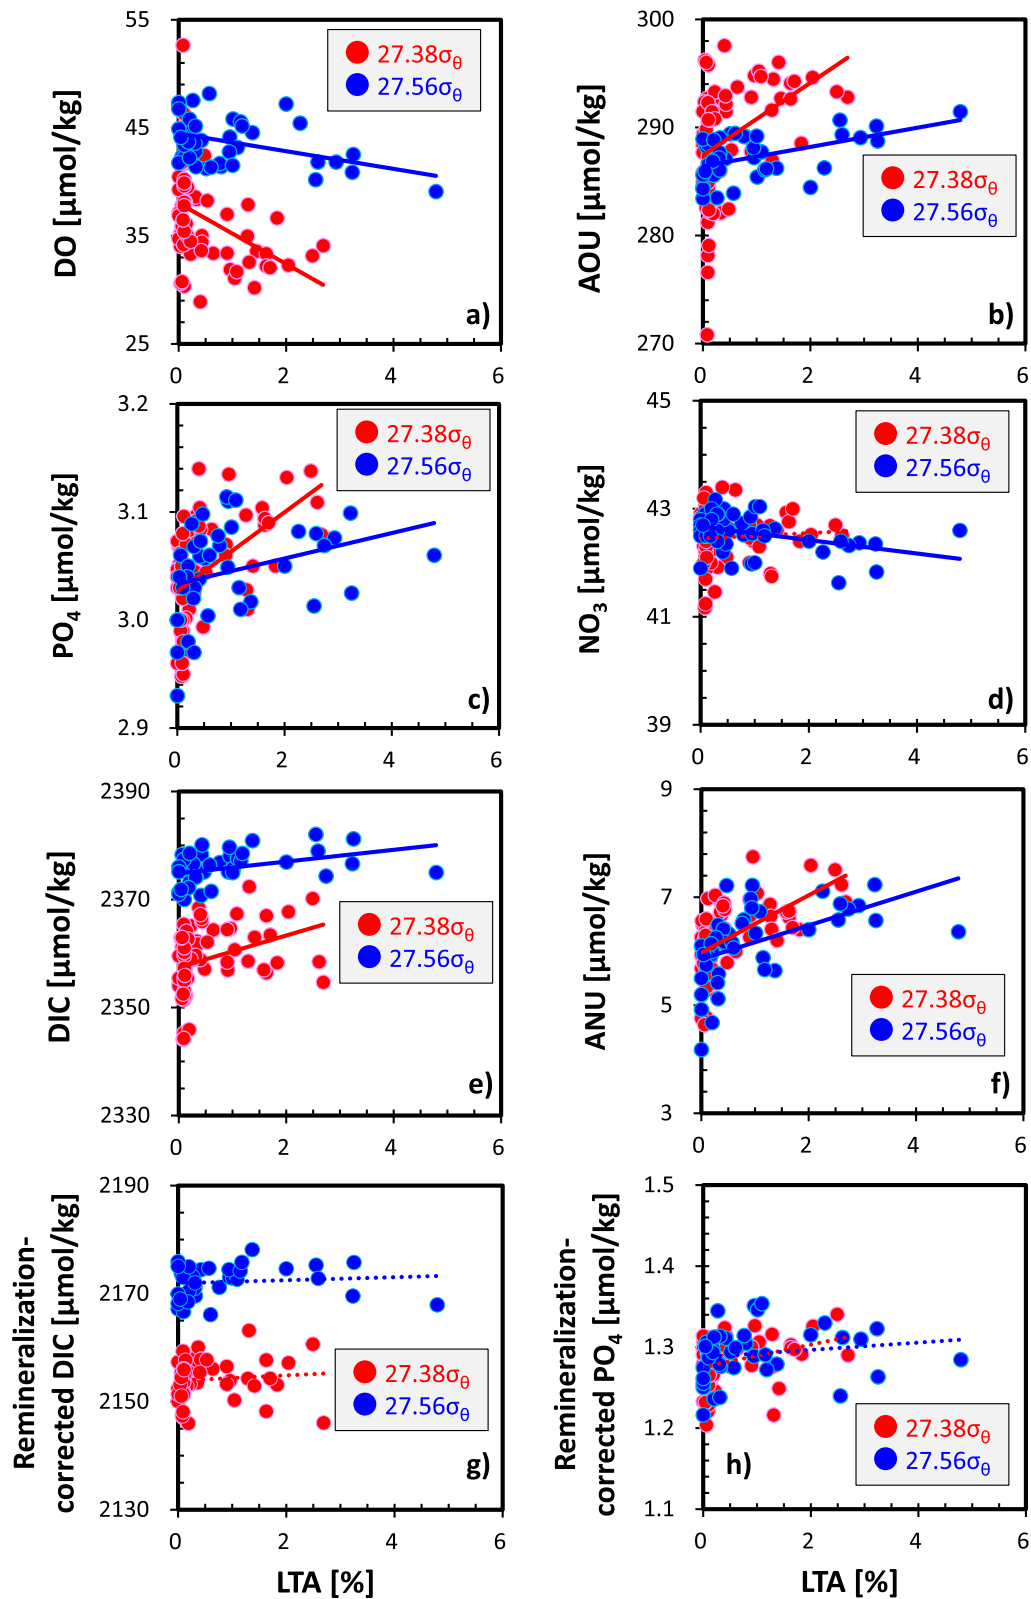 55
45
35
25
DO [µmol/kg]
27.38σθ
27.56σθ
a)
0 2 4 6
300
290
280
270
AOU [µmol/kg]
27.38σθ
27.56σθ
b)
0 2 4 6
3.2
3.1
3.0
2.9
PO4 [µmol/kg]
27.38σθ
27.56σθ
c)
0 2 4 6
45
43
41
39
NO3 [µmol/kg]
27.38σθ
27.56σθ
d)
0 2 4 6
2390
2370
2350
2330
DIC [µmol/kg]
27.38σθ
27.56σθ
e)
0 2 4 6
9
7
5
3
ANU [µmol/kg]
27.38σθ
27.56σθ
f)
0 2 4 6
2190
2170
2150
2130
Remineralization-
corrected DIC [µmol/kg]
27.38σθ
27.56σθ
g)
0 2 4 6
LTA [%]
1.5
1.4
1.3
1.2
1.1
Remineralization-
corrected PO4 [µmol/kg]
27.38σθ
27.56σθ
h)
0 2 4 6
LTA [%]